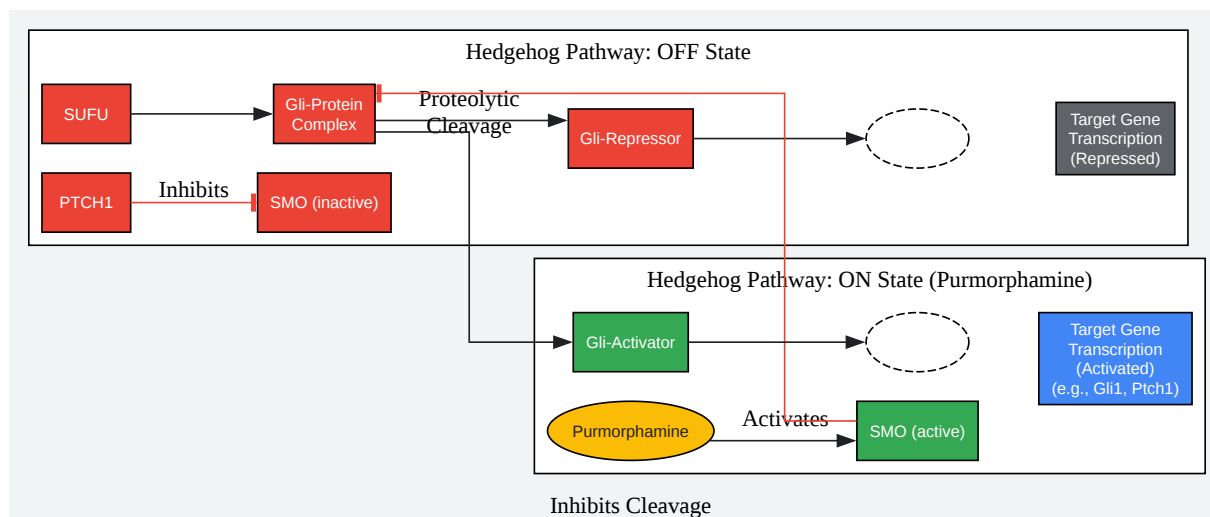 Hedgehog Pathway: OFF State
SUFU
Gli-Protein
Complex
Proteolytic
Cleavage
Gli-Repressor
Target Gene
Transcription
(Repressed)
PTCH1
Inhibits
SMO (inactive)
Hedgehog Pathway: ON State (Purmorphamine)
Gli-Activator
Target Gene
Transcription
(Activated)
(e.g., Gli1, Ptch1)
Purmorphamine
Activates
SMO (active)
Inhibits Cleavage